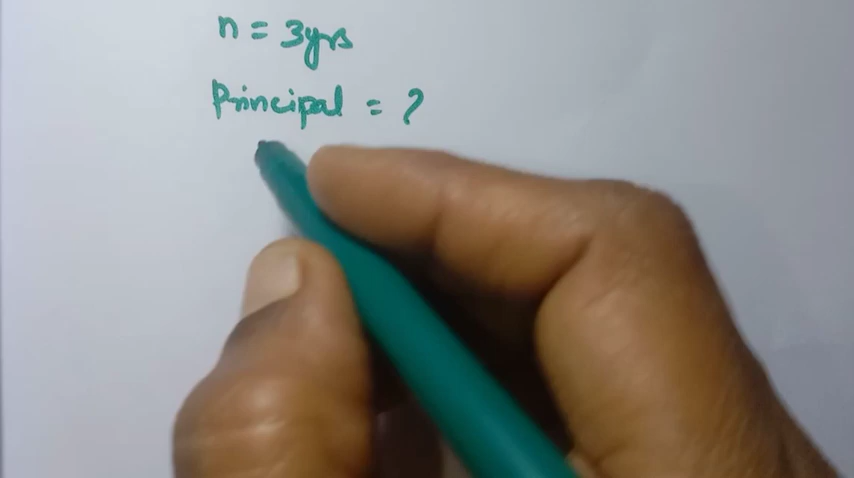 n = 3yrs
Principal = ?